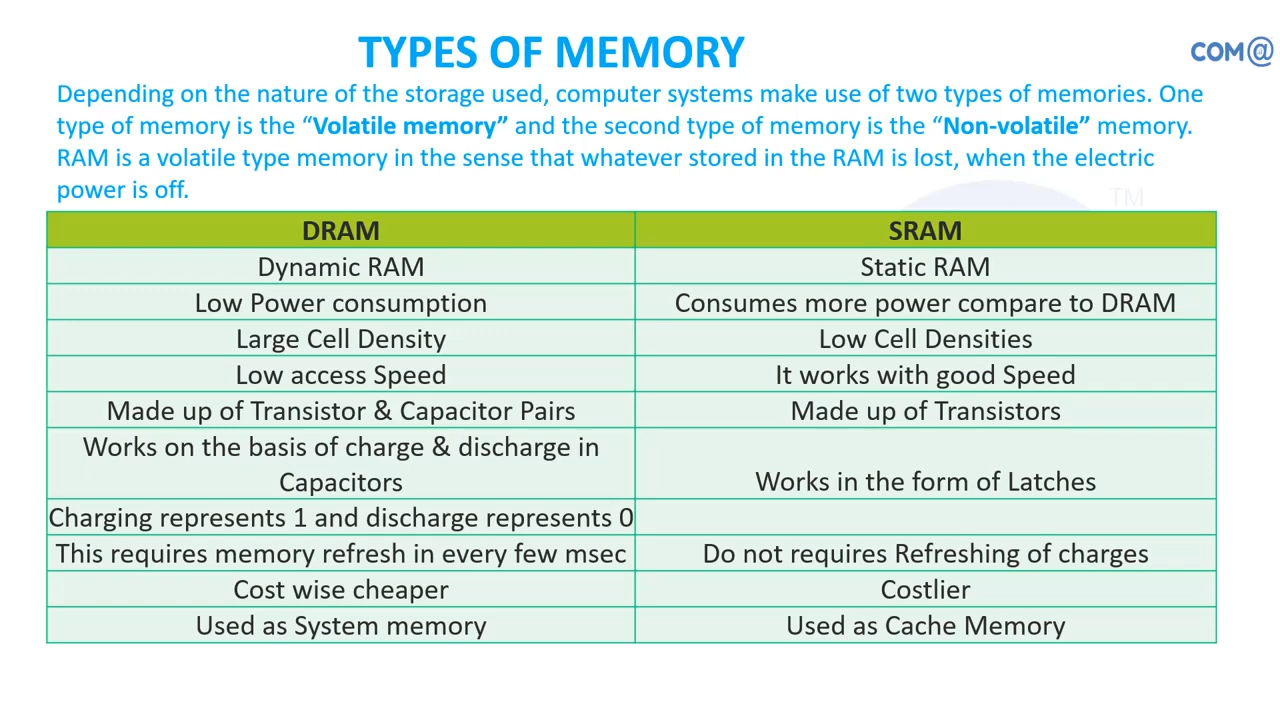 TYPES OF MEMORY
COM@
Depending on the nature of the storage used, computer systems make use of two types of memories. One
type of memory is the “Volatile memory” and the second type of memory is the “Non-volatile” memory.
RAM is a volatile type memory in the sense that whatever stored in the RAM is lost, when the electric
power is off.
TM
DRAM SRAM
Dynamic RAM Static RAM
Low Power consumption Consumes more power compare to DRAM
Large Cell Density Low Cell Densities
Low access Speed It works with good Speed
Made up of Transistor & Capacitor Pairs Made up of Transistors
Works on the basis of charge & discharge in
Capacitors Works in the form of Latches
Charging represents 1 and discharge represents 0
This requires memory refresh in every few msec Do not requires Refreshing of charges
Cost wise cheaper Costlier
Used as System memory Used as Cache Memory